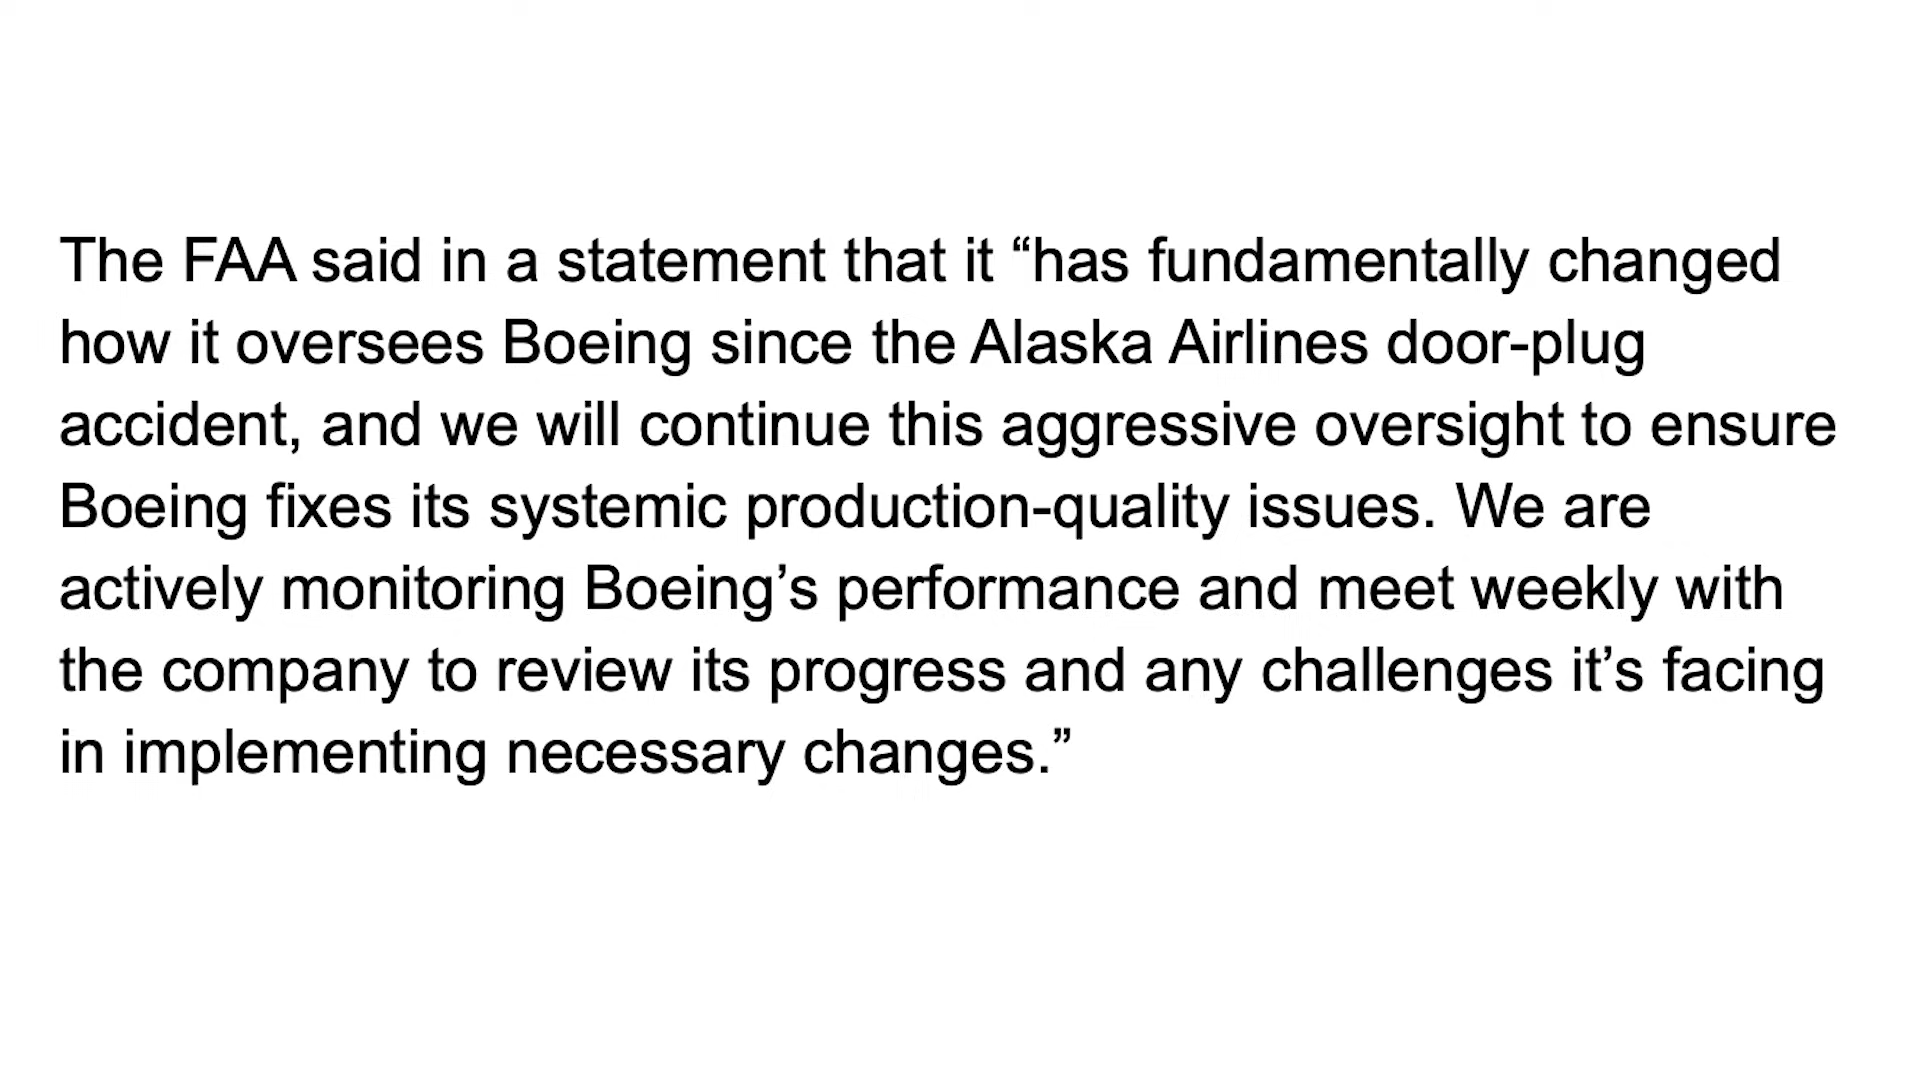 The FAA said in a statement that it “has fundamentally changed
how it oversees Boeing since the Alaska Airlines door-plug
accident, and we will continue this aggressive oversight to ensure
Boeing fixes its systemic production-quality issues. We are
actively monitoring Boeing’s performance and meet weekly with
the company to review its progress and any challenges it’s facing
in implementing necessary changes.”